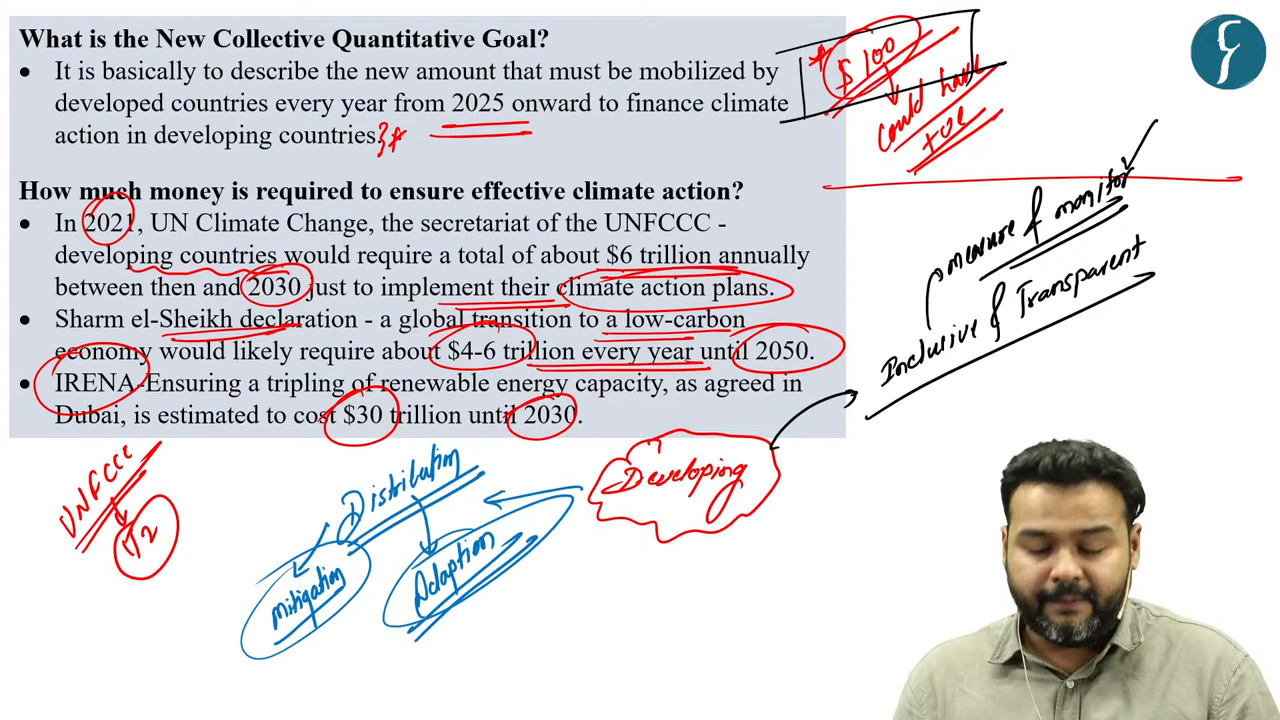 What is the New Collective Quantitative Goal?
• It is basically to describe the new amount that must be mobilized by
developed countries every year from 2025 onward to finance climate
action in developing countries.
How much money is required to ensure effective climate action?
• In 2021, UN Climate Change, the secretariat of the UNFCCC -
developing countries would require a total of about $6 trillion annually
between then and 2030 just to implement their climate action plans.
• Sharm el-Sheikh declaration - a global transition to a low-carbon
economy would likely require about $4-6 trillion every year until 2050.
• IRENA-Ensuring a tripling of renewable energy capacity, as agreed in
Dubai, is estimated to cost $30 trillion until 2030.
$100
could have
measure & monitor
Inclusive & Transparent
UNFCCC
Distribution
Mitigation
Adaption
Developing